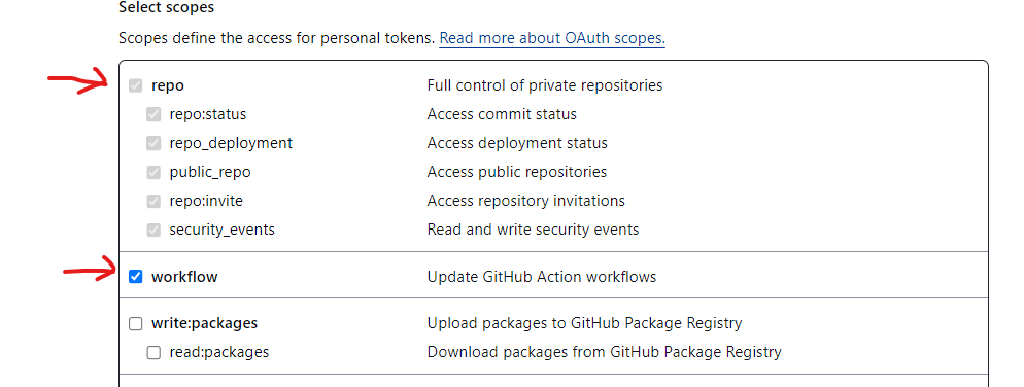 Select scopes
Scopes define the access for personal tokens. Read more about OAuth scopes.
repo Full control of private repositories
repo:status Access commit status
repo_deployment Access deployment status
public_repo Access public repositories
repo:invite Access repository invitations
security_events Read and write security events
workflow Update GitHub Action workflows
write:packages Upload packages to GitHub Package Registry
read:packages Download packages from GitHub Package Registry